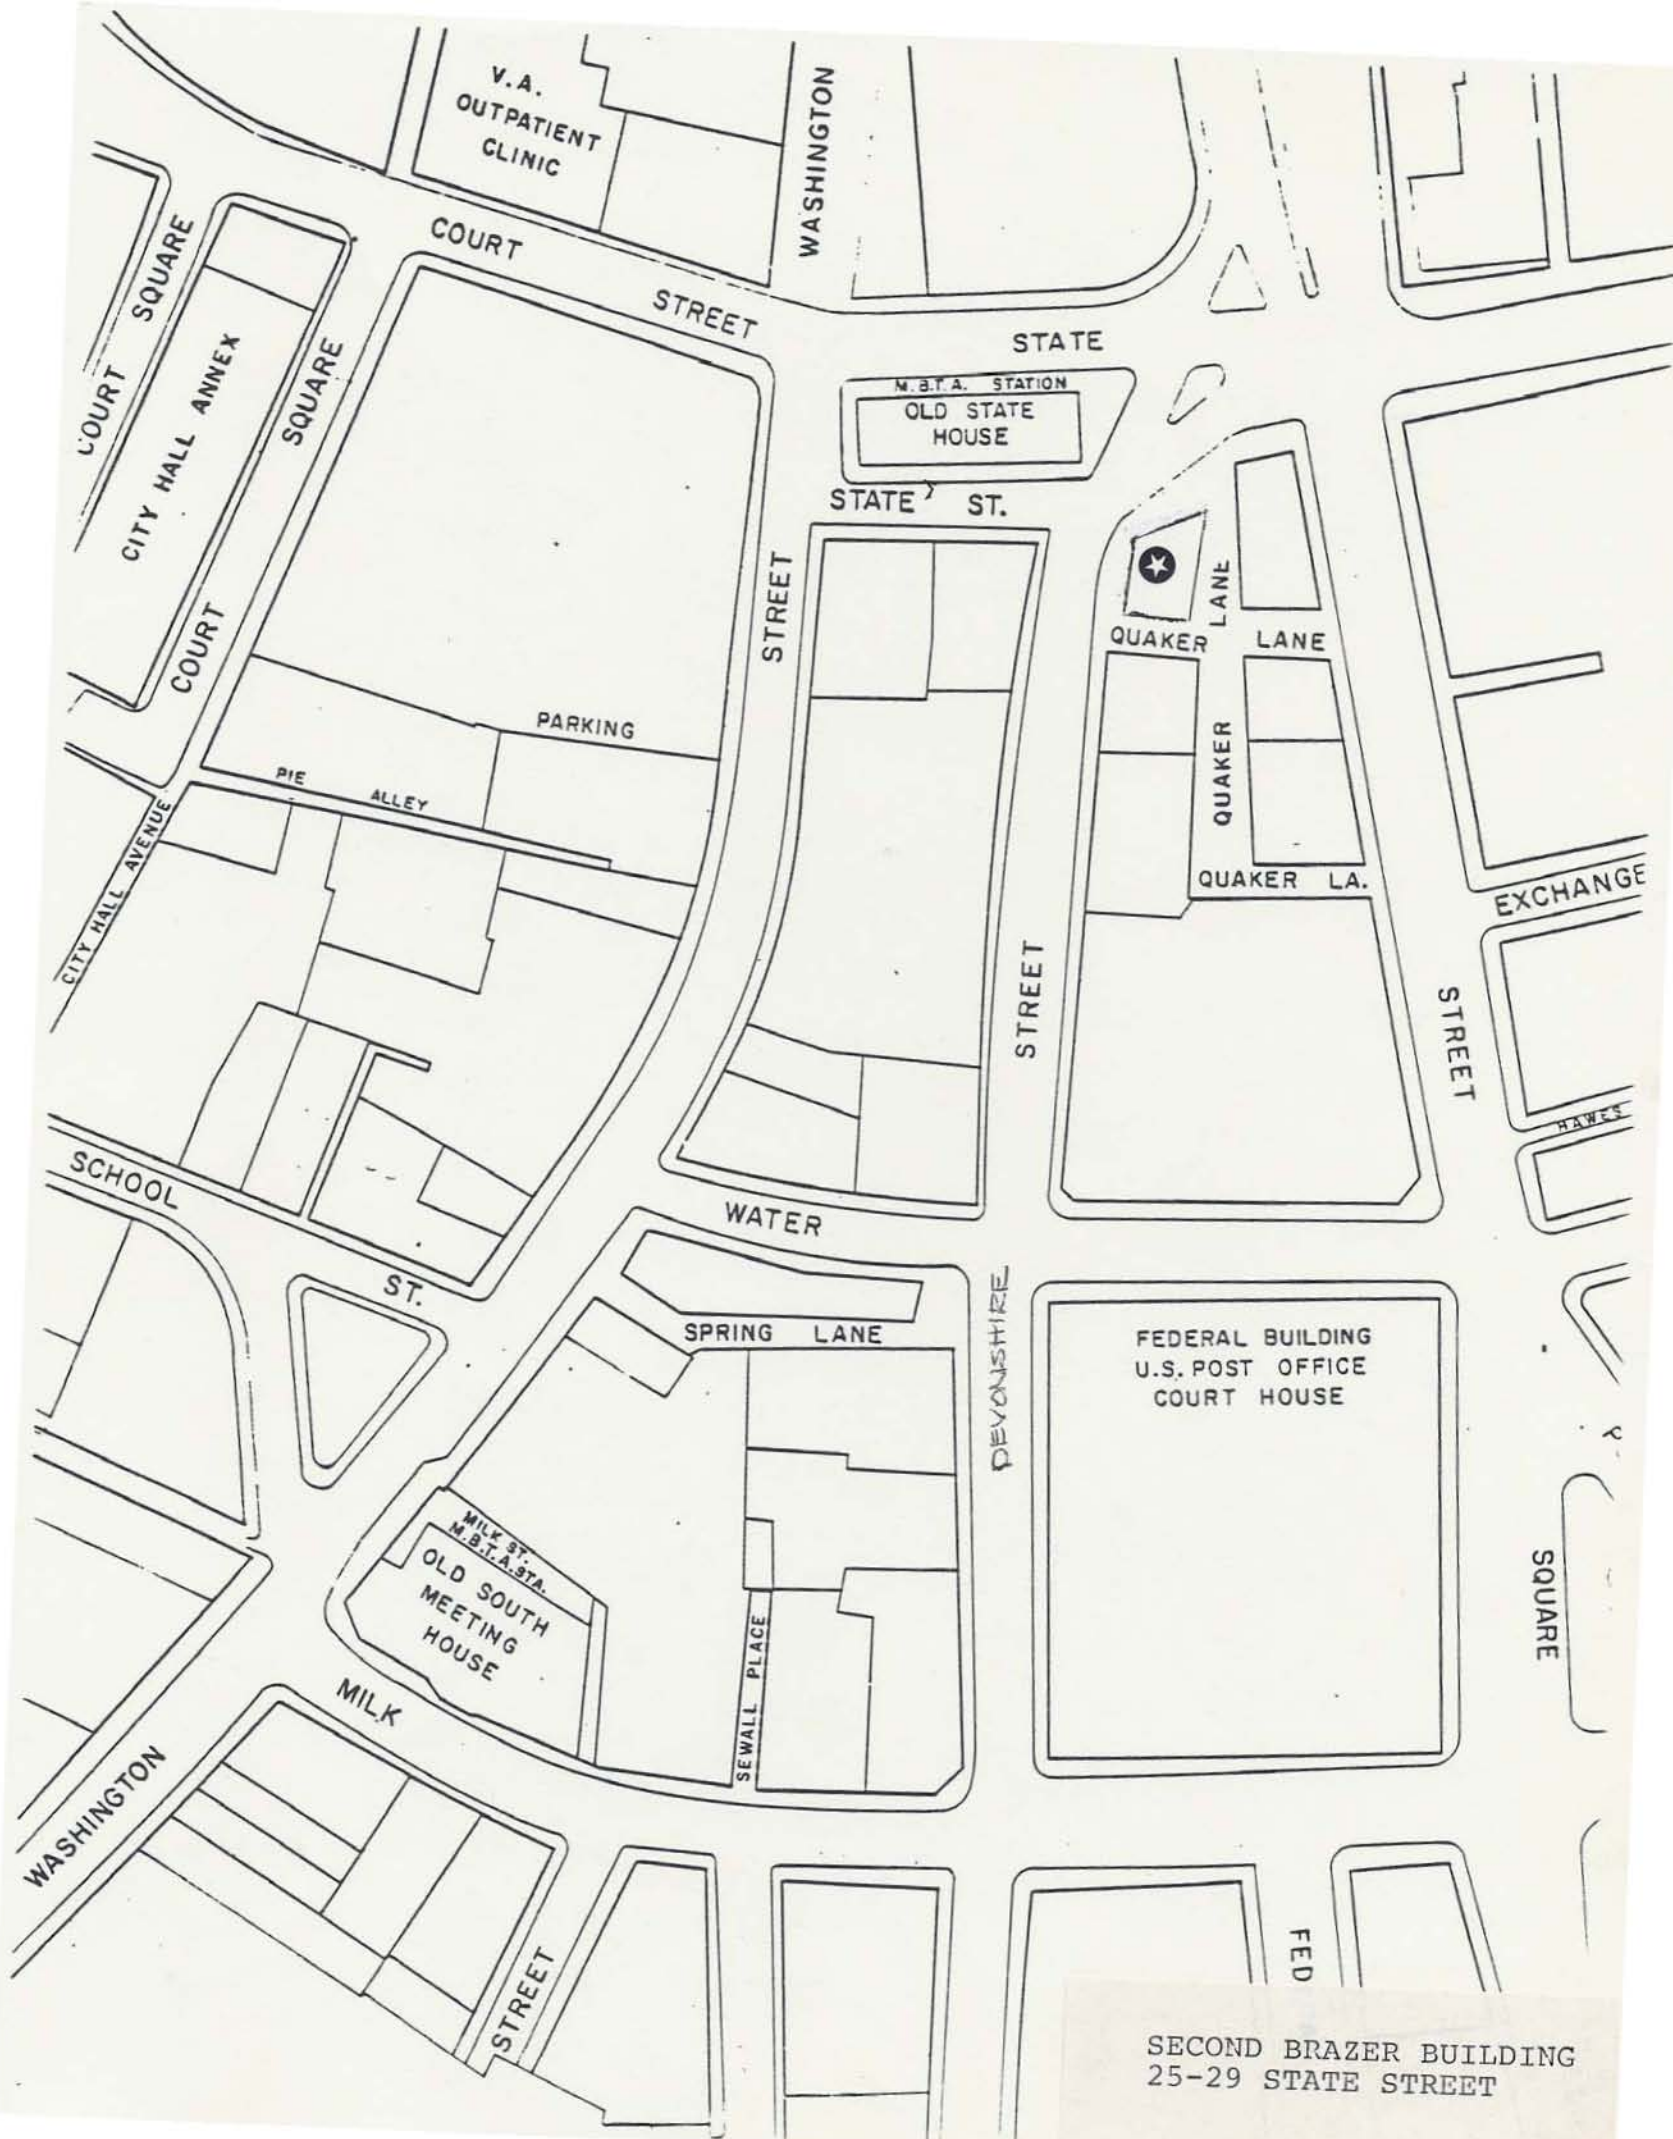 V.A.
OUTPATIENT
CLINIC
WASHINGTON
COURT
STREET
COURT SQUARE
CITY HALL ANNEX
COURT SQUARE
STATE
M.B.T.A. STATION
OLD STATE
HOUSE
STATE ST.
STREET
QUAKER LANE
LANE
PARKING
PIE ALLEY
QUAKER
CITY HALL AVENUE
QUAKER LA.
EXCHANGE
STREET
STREET
HAWES
SCHOOL
ST.
WATER
SPRING LANE
DEVONSHIRE
FEDERAL BUILDING
U.S. POST OFFICE
COURT HOUSE
MILK ST.
M.B.T.A. STA.
OLD SOUTH
MEETING
HOUSE
SEWALL PLACE
SQUARE
MILK
WASHINGTON
STREET
FED
SECOND BRAZER BUILDING
25-29 STATE STREET